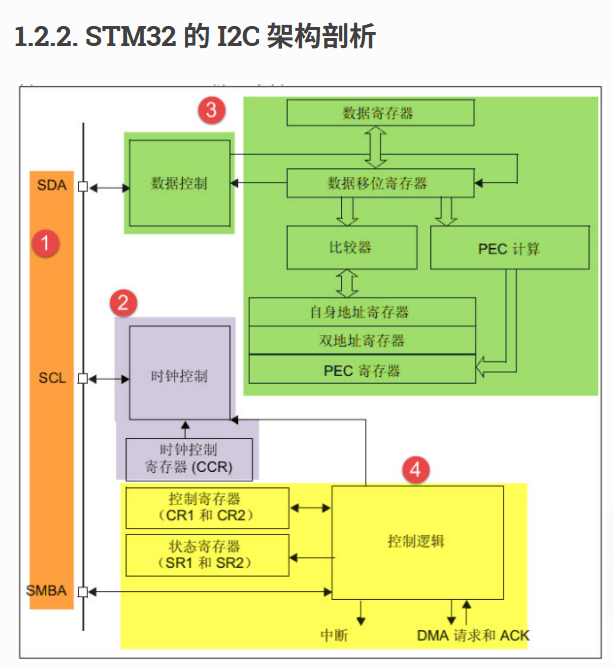 1.2.2. STM32 的 I2C 架构剖析
3
数据寄存器
SDA
数据控制
数据移位寄存器
1
比较器
PEC 计算
2
自身地址寄存器
双地址寄存器
SCL
时钟控制
PEC 寄存器
时钟控制
寄存器 (CCR)
4
控制寄存器
（CR1 和 CR2）
控制逻辑
状态寄存器
（SR1 和 SR2）
SMBA
中断
DMA 请求和 ACK